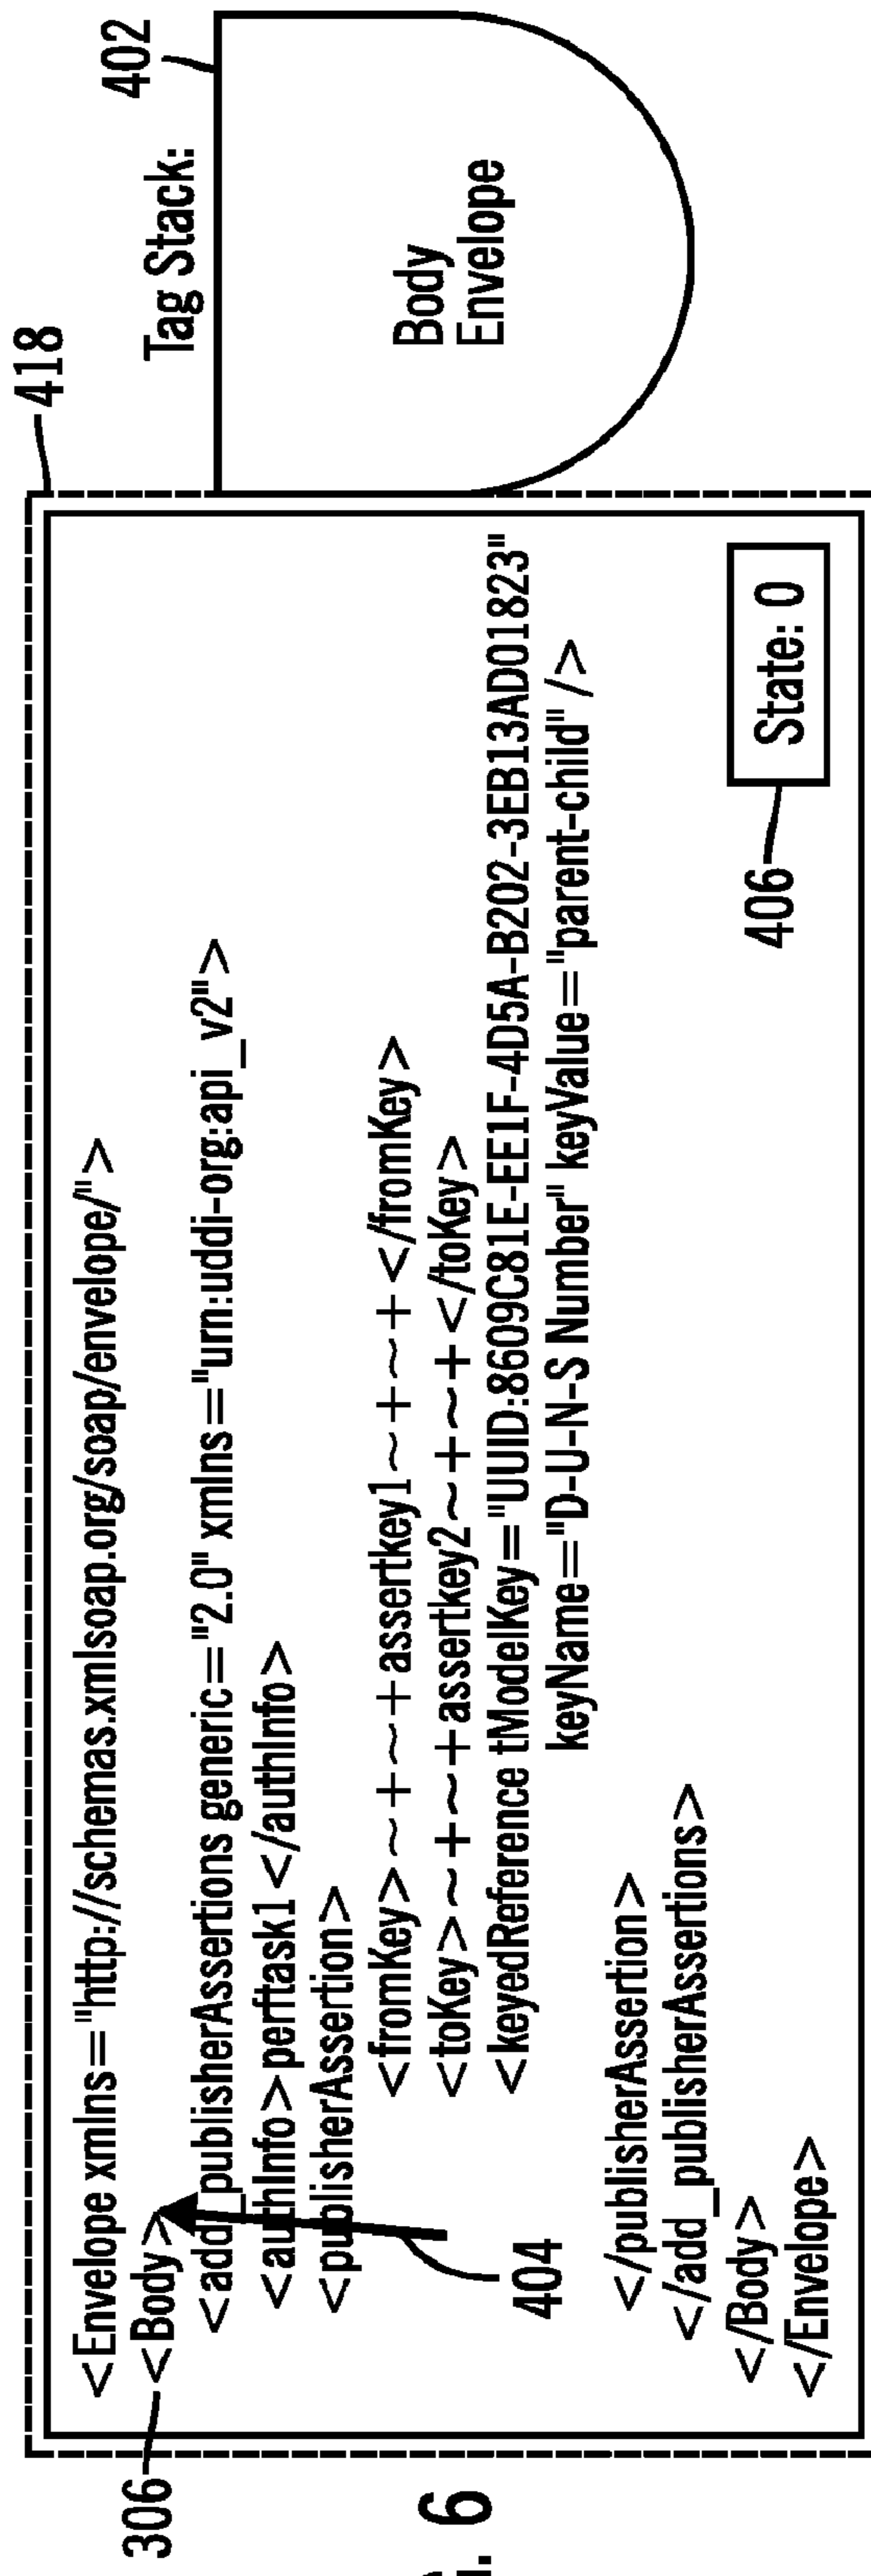 418
402
Tag Stack:
<Envelope xmlns="http://schemas.xmlsoap.org/soap/envelope/">
306
<Body>
<add_publisherAssertions generic="2.0" xmlns="urn:uddi-org:api_v2">
<authInfo>perftask1</authInfo>
<publisherAssertion>
<fromKey>~+~+~+assertkey1~+~+~+</fromKey>
<toKey>~+~+~+assertkey2~+~+~+</toKey>
<keyedReference tModelKey="UUID:8609C81E-EE1F-4D5A-B202-3EB13AD01823"
keyName="D-U-N-S Number" keyValue="parent-child"/>
</publisherAssertion>
</add_publisherAssertions>
</Body>
</Envelope>
404
Body
Envelope
State: 0
406
6